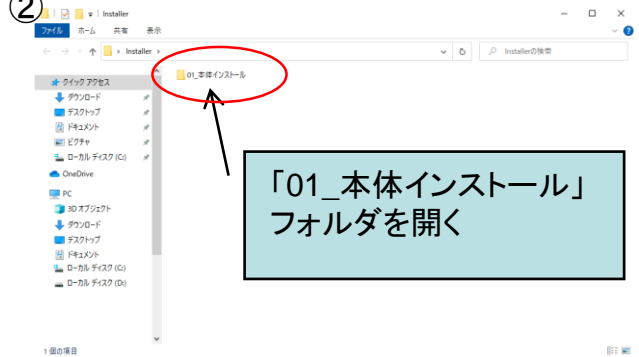 ②
Installer
ファイル ホーム 共有 表示
Installer
Installerの検索
クイック アクセス
ダウンロード
デスクトップ
ドキュメント
ピクチャ
ローカル ディスク (C:)
OneDrive
PC
3D オブジェクト
ダウンロード
デスクトップ
ドキュメント
ローカル ディスク (C:)
ローカル ディスク (D:)
1 個の項目
01_本体インストール
「01_本体インストール」
フォルダを開く